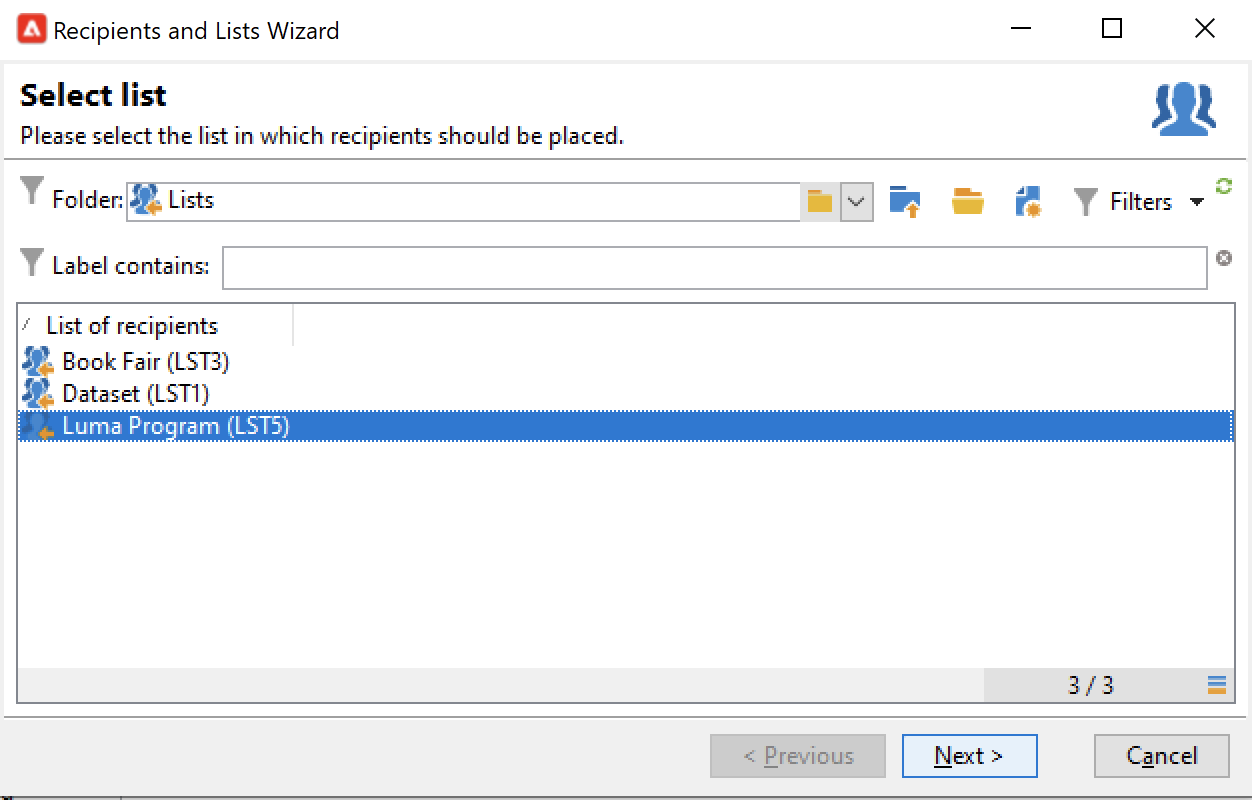 Recipients and Lists Wizard
Select list
Please select the list in which recipients should be placed.
Folder: Lists Filters
Label contains:
List of recipients
Book Fair (LST3)
Dataset (LST1)
Luma Program (LST5)
3 / 3
< Previous Next > Cancel